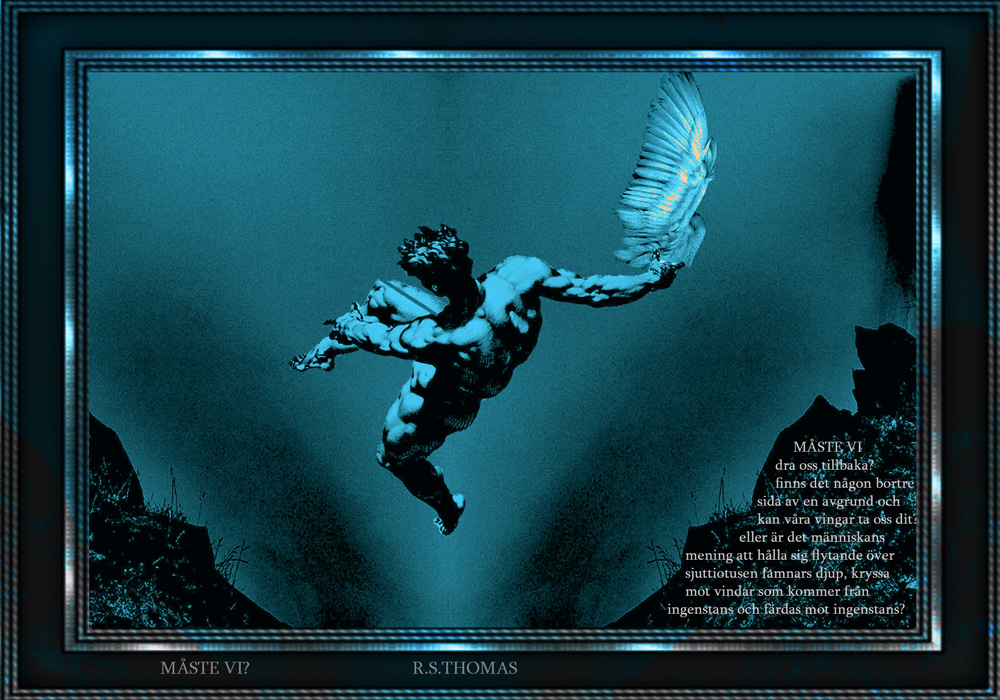 MÅSTE VI
dra oss tillbaka?
finns det någon bortre
sida av en avgrund och
kan våra vingar ta oss dit?
eller är det människans
mening att hålla sig flytande över
sjuttiotusen famnars djup, kryssa
mot vindar som kommer från
ingenstans och färdas mot ingenstans?
MÅSTE VI? R.S.THOMAS